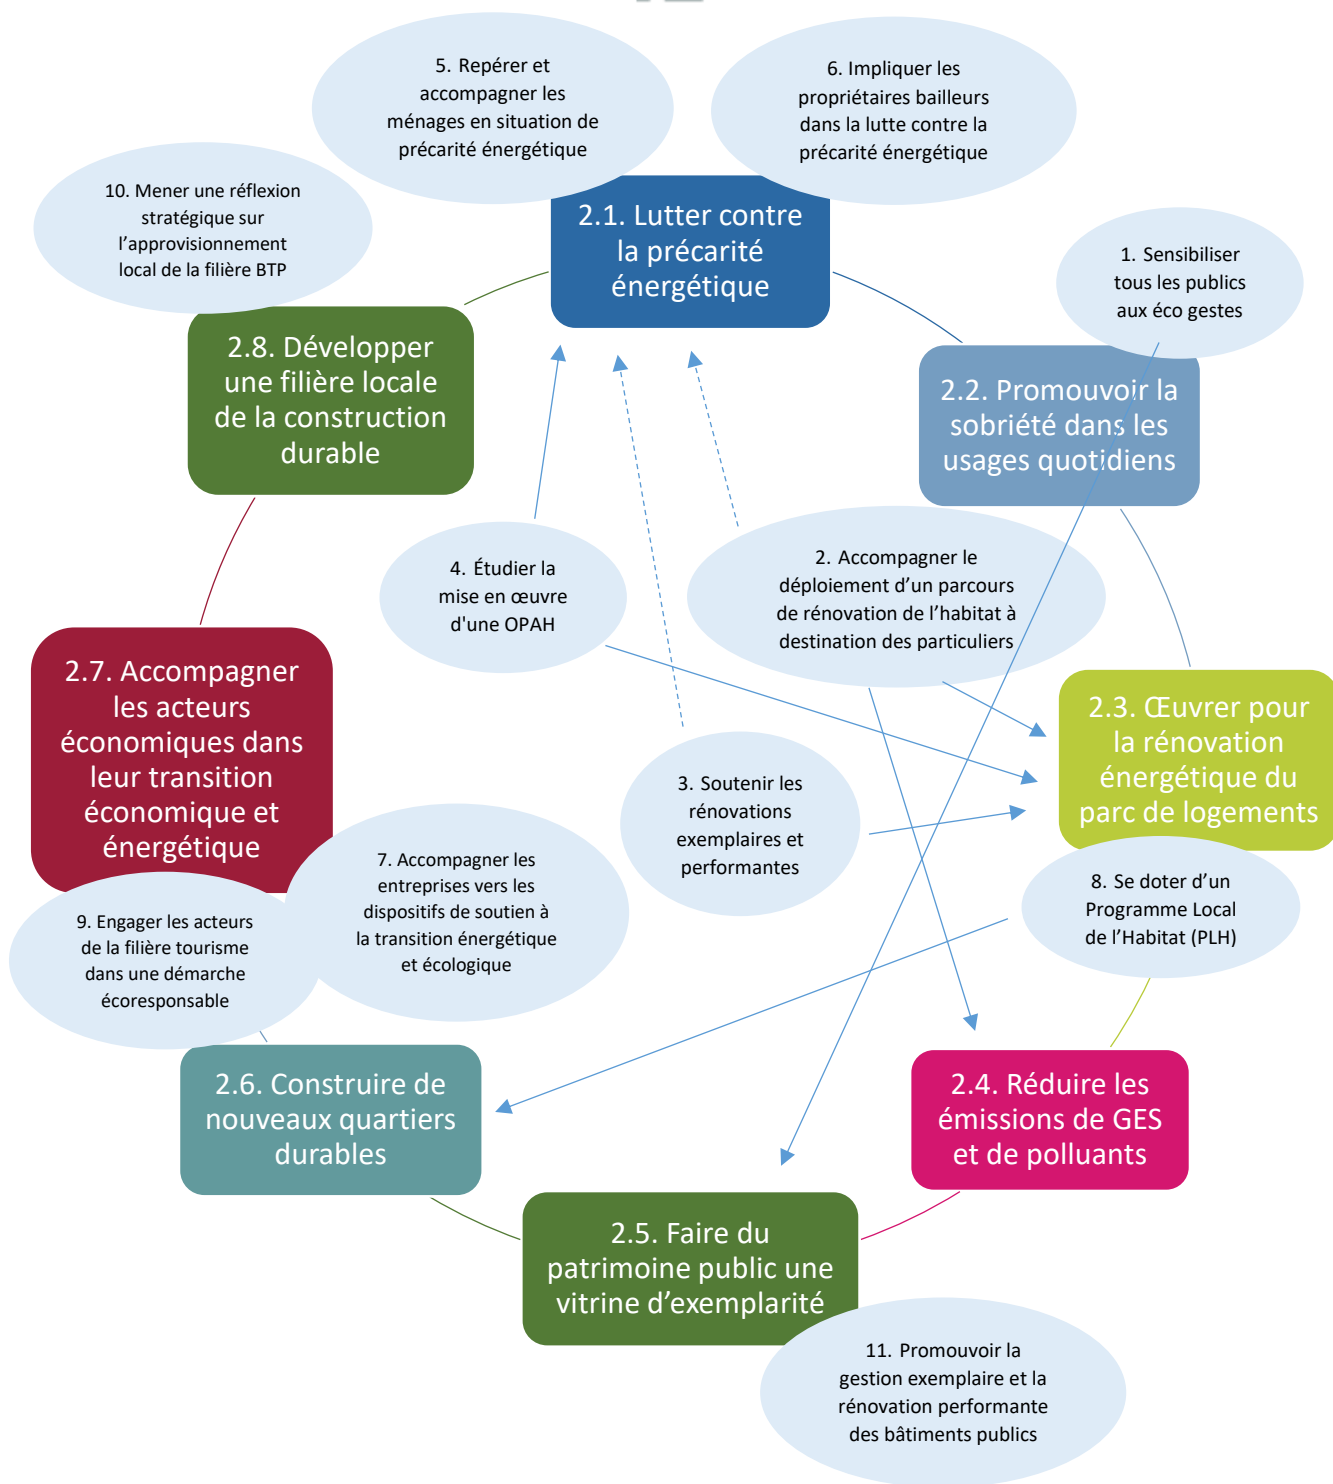 5. Repérer et
accompagner les
ménages en situation de
précarité énergétique
6. Impliquer les
propriétaires bailleurs
dans la lutte contre la
précarité énergétique
10. Mener une réflexion
stratégique sur
l’approvisionnement
local de la filière BTP
2.1. Lutter contre
la précarité
énergétique
1. Sensibiliser
tous les publics
aux éco gestes
2.8. Développer
une filière locale
de la construction
durable
2.2. Promouvoir la
sobriété dans les
usages quotidiens
4. Étudier la
mise en œuvre
d'une OPAH
2. Accompagner le
déploiement d’un parcours
de rénovation de l’habitat à
destination des particuliers
2.7. Accompagner
les acteurs
économiques dans
leur transition
économique et
énergétique
2.3. Œuvrer pour
la rénovation
énergétique du
parc de logements
3. Soutenir les
rénovations
exemplaires et
performantes
7. Accompagner les
entreprises vers les
dispositifs de soutien à
la transition énergétique
et écologique
8. Se doter d’un
Programme Local
de l’Habitat (PLH)
9. Engager les acteurs
de la filière tourisme
dans une démarche
écoresponsable
2.6. Construire de
nouveaux quartiers
durables
2.4. Réduire les
émissions de GES
et de polluants
2.5. Faire du
patrimoine public une
vitrine d’exemplarité
11. Promouvoir la
gestion exemplaire et la
rénovation performante
des bâtiments publics